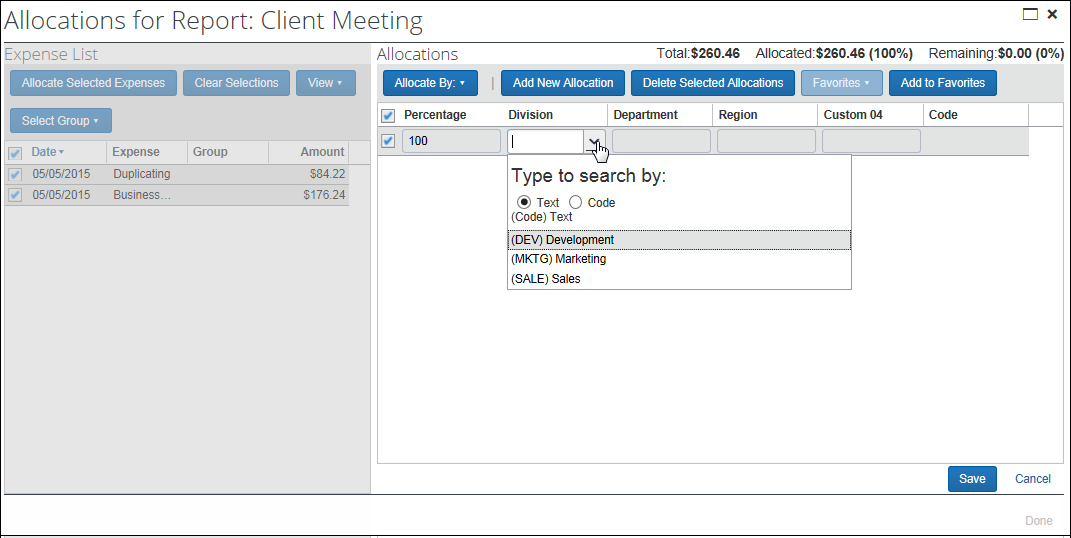 Allocations for Report: Client Meeting
Expense List
Allocate Selected Expenses Clear Selections View
Select Group
Date Expense Group Amount
05/05/2015 Duplicating $84.22
05/05/2015 Business… $176.24
Allocations Total:$260.46 Allocated:$260.46 (100%) Remaining:$0.00 (0%)
Allocate By: | Add New Allocation Delete Selected Allocations Favorites Add to Favorites
Percentage Division Department Region Custom 04 Code
100
Type to search by:
Text Code
(Code) Text
(DEV) Development
(MKTG) Marketing
(SALE) Sales
Save Cancel
Done